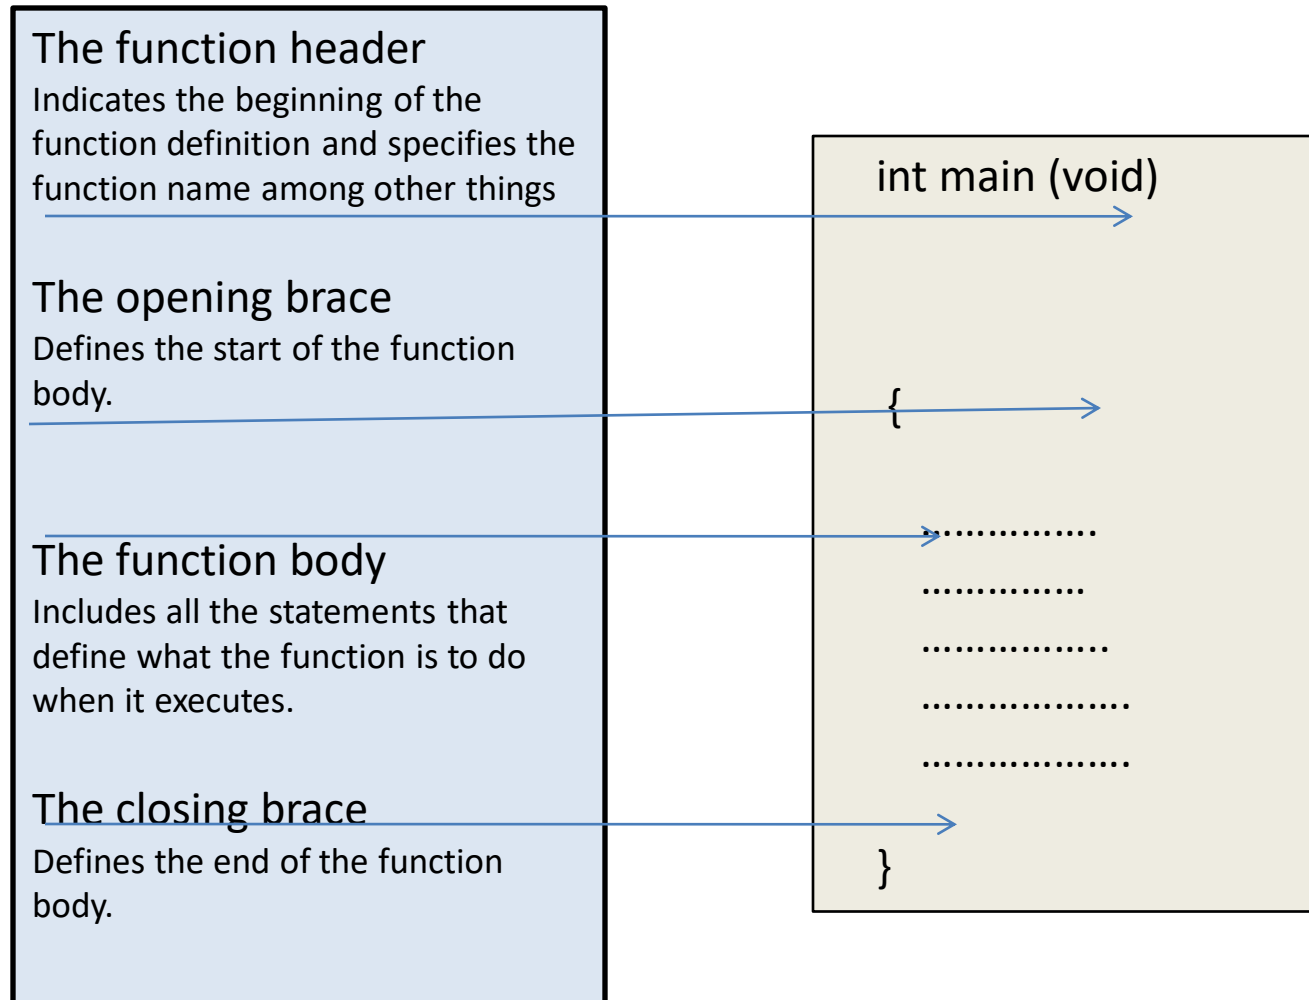 The function header
Indicates the beginning of the
function definition and specifies the
function name among other things
The opening brace
Defines the start of the function
body.
The function body
Includes all the statements that
define what the function is to do
when it executes.
The closing brace
Defines the end of the function
body.
int main (void)
{
…………….
……………
……………..
……………….
……………….
}